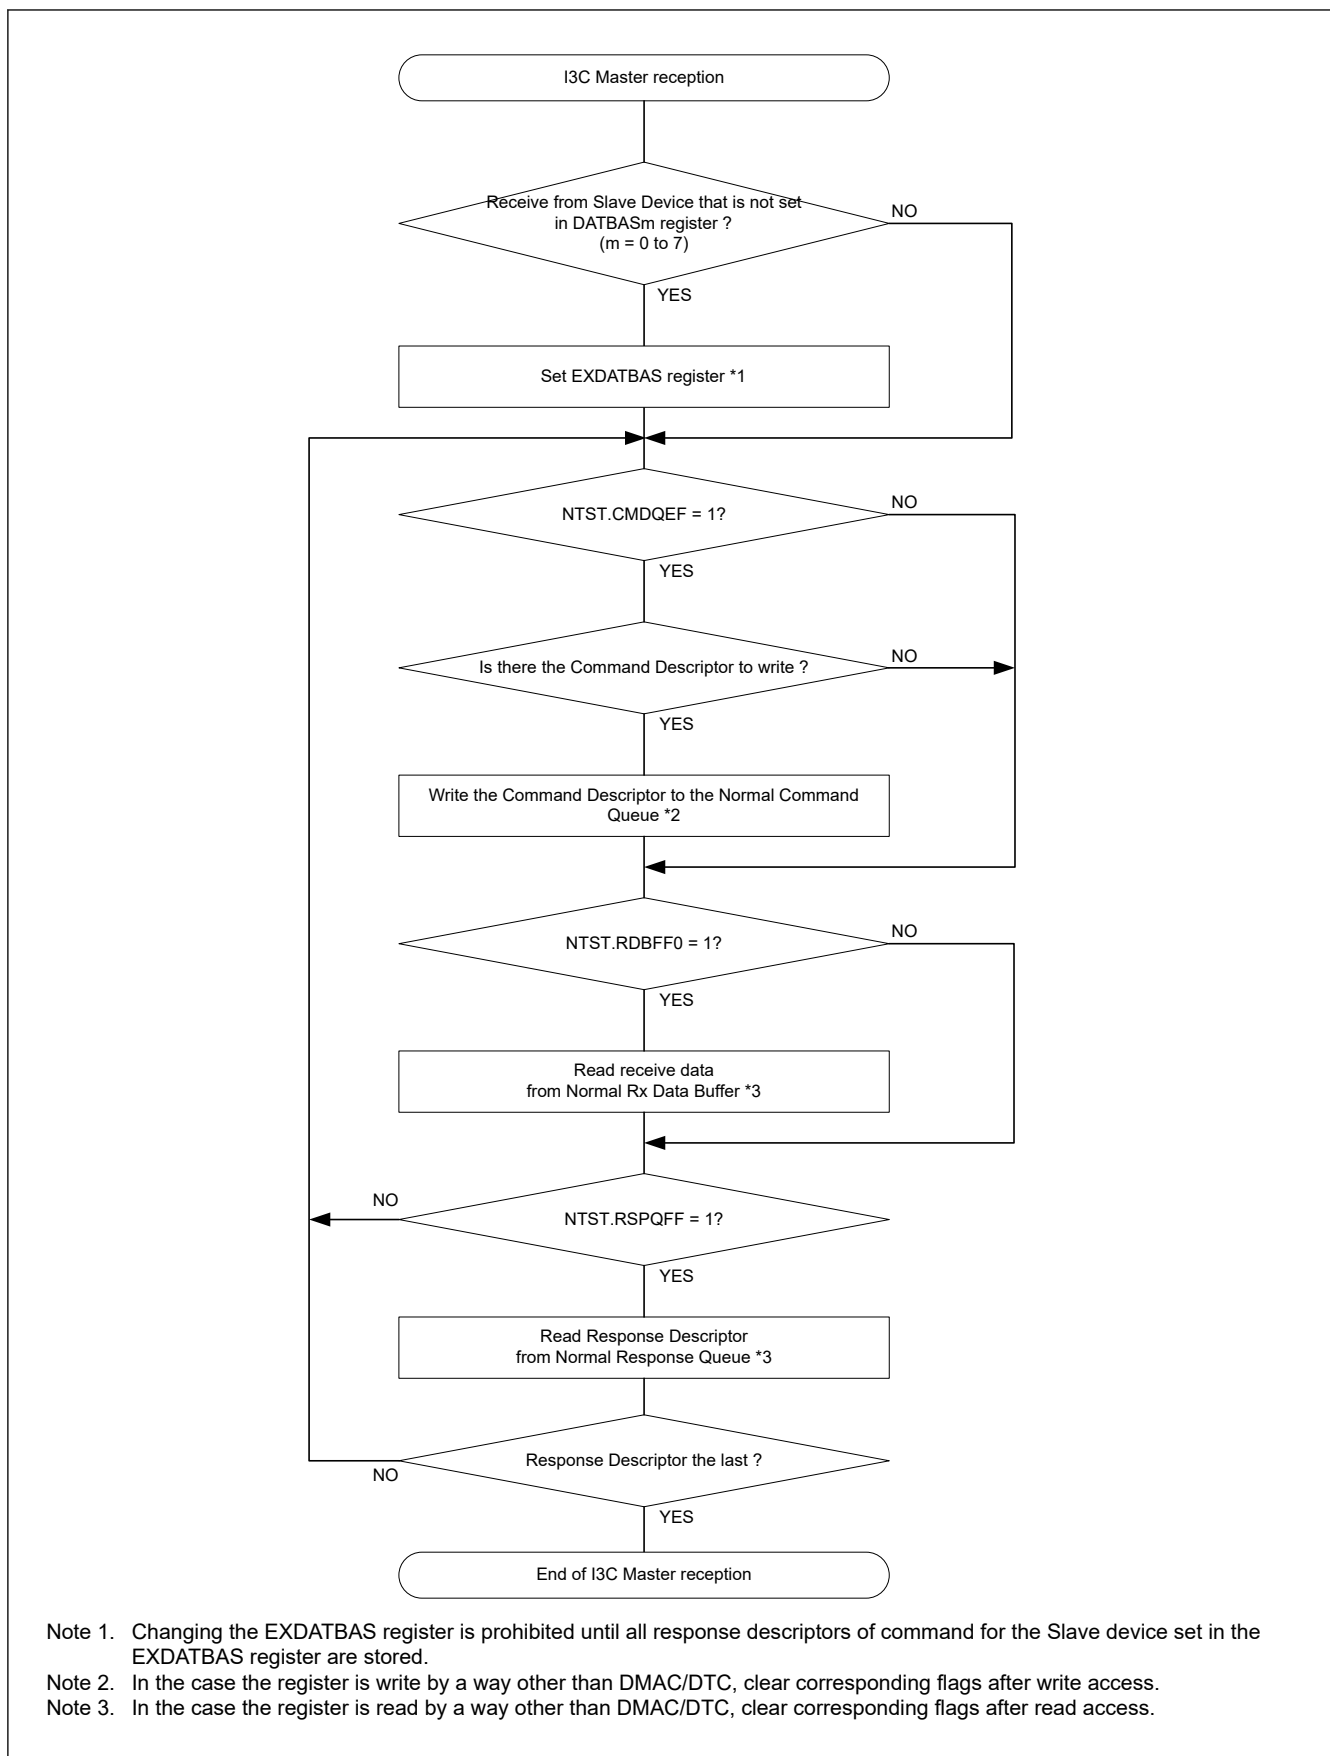 I3C Master reception
Receive from Slave Device that is not set
in DATBASm register ?
(m = 0 to 7)
NO
YES
Set EXDATBAS register *1
NTST.CMDQEF = 1?
NO
YES
Is there the Command Descriptor to write ?
NO
YES
Write the Command Descriptor to the Normal Command
Queue *2
NTST.RDBFF0 = 1?
NO
YES
Read receive data
from Normal Rx Data Buffer *3
NO
NTST.RSPQFF = 1?
YES
Read Response Descriptor
from Normal Response Queue *3
Response Descriptor the last ?
NO
YES
End of I3C Master reception
Note 1. Changing the EXDATBAS register is prohibited until all response descriptors of command for the Slave device set in the
EXDATBAS register are stored.
Note 2. In the case the register is write by a way other than DMAC/DTC, clear corresponding flags after write access.
Note 3. In the case the register is read by a way other than DMAC/DTC, clear corresponding flags after read access.